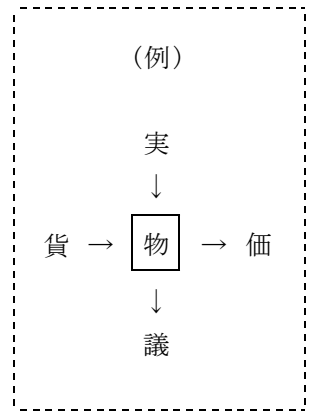 （例）
実
↓
貨 → 物 → 価
↓
議